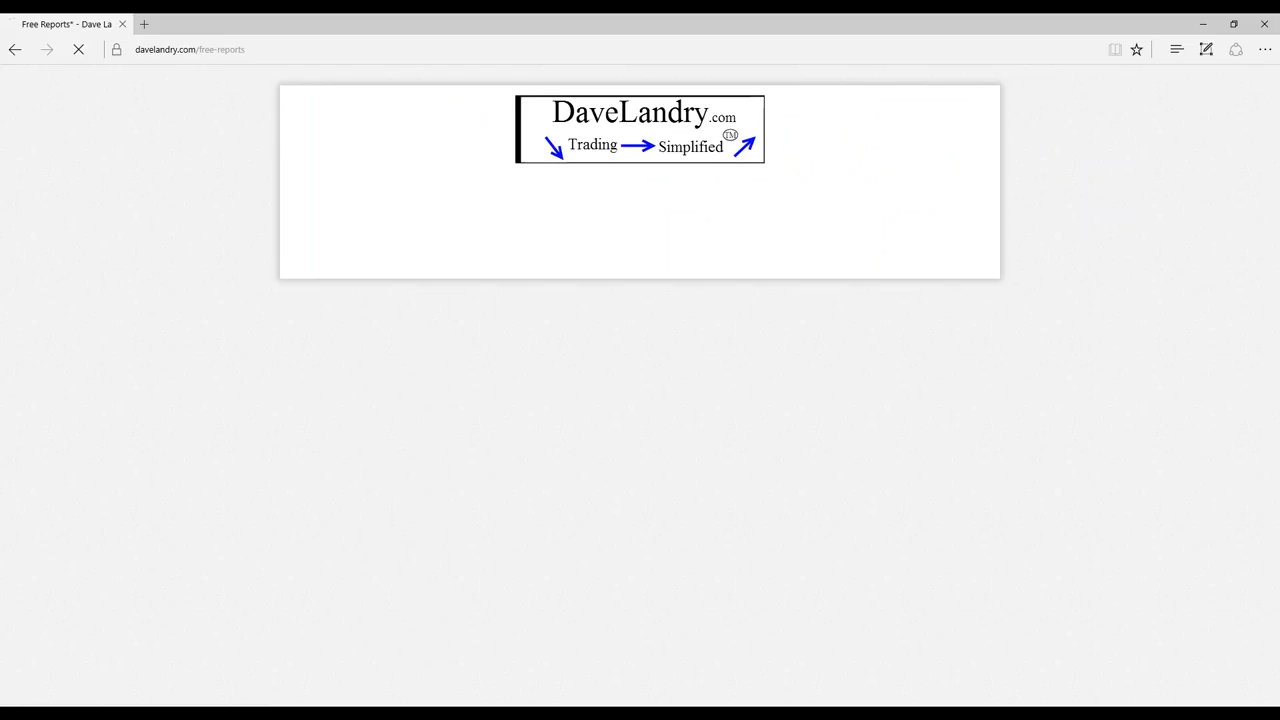 Free Reports* - Dave La
davelandry.com/free-reports
DaveLandry.com
Trading Simplified TM